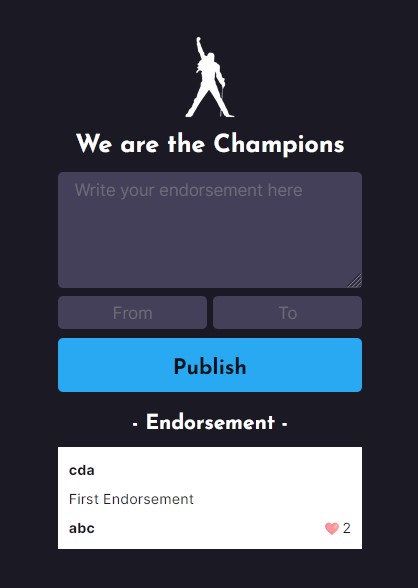 We are the Champions
Write your endorsement here
From To
Publish
- Endorsement -
cda
First Endorsement
abc 2